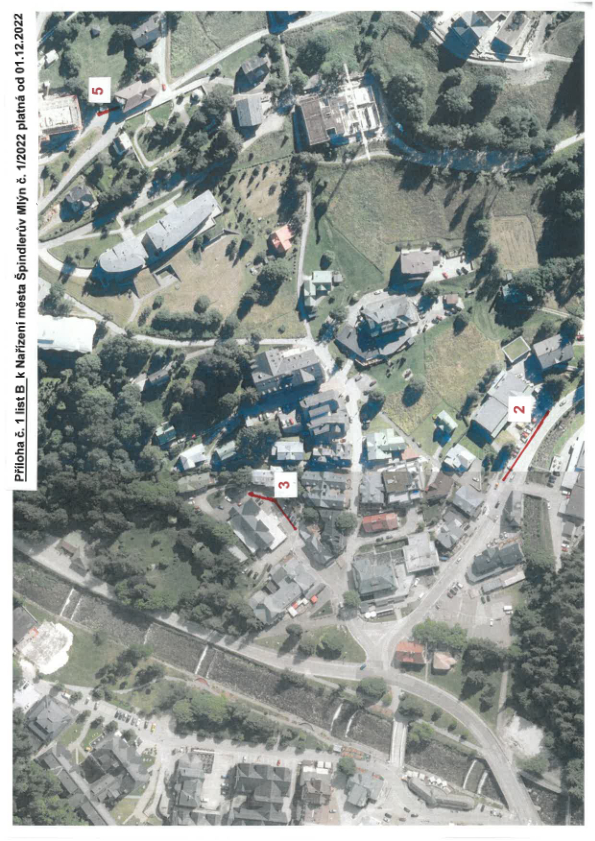 Příloha č. 1 list B k Nařízení města Špindlerův Mlýn č. 1/2022 platná od 01.12.2022
5
3
2